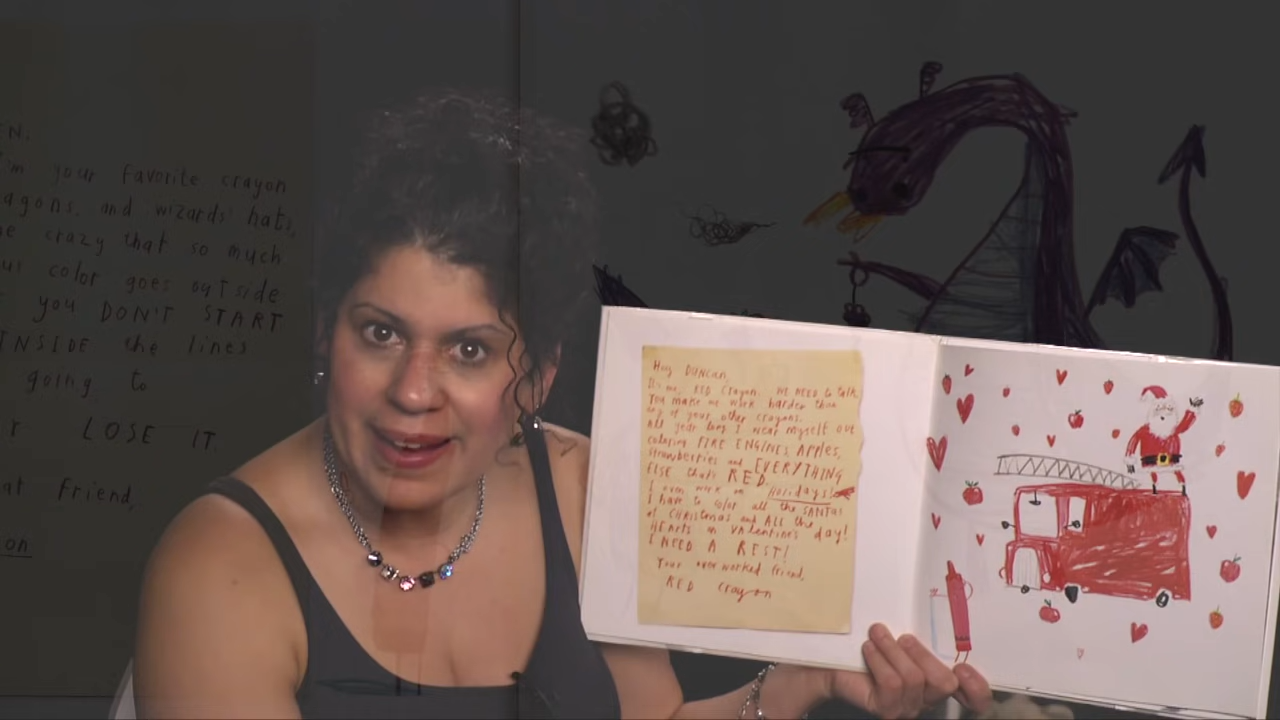 EN,
I'm your favorite crayon
agons, and wizards' hats,
me crazy that so much
color goes outside
you DON'T START
INSIDE the lines
going to
LOSE IT.
at friend,
Hey DUNCAN,
It's me, RED Crayon. WE NEED to talk.
You make me work harder than
any of your other crayons.
All year long I wear myself out
coloring FIRE ENGINES, Apples,
Strawberries and EVERYTHING
ELSE that's RED.
I even work on Holidays!
I have to color all the SANTAS
at CHRISTMAS and ALL the
HEARTS on VALENTINE'S day!
I NEED A REST!
Your overworked friend,
RED Crayon